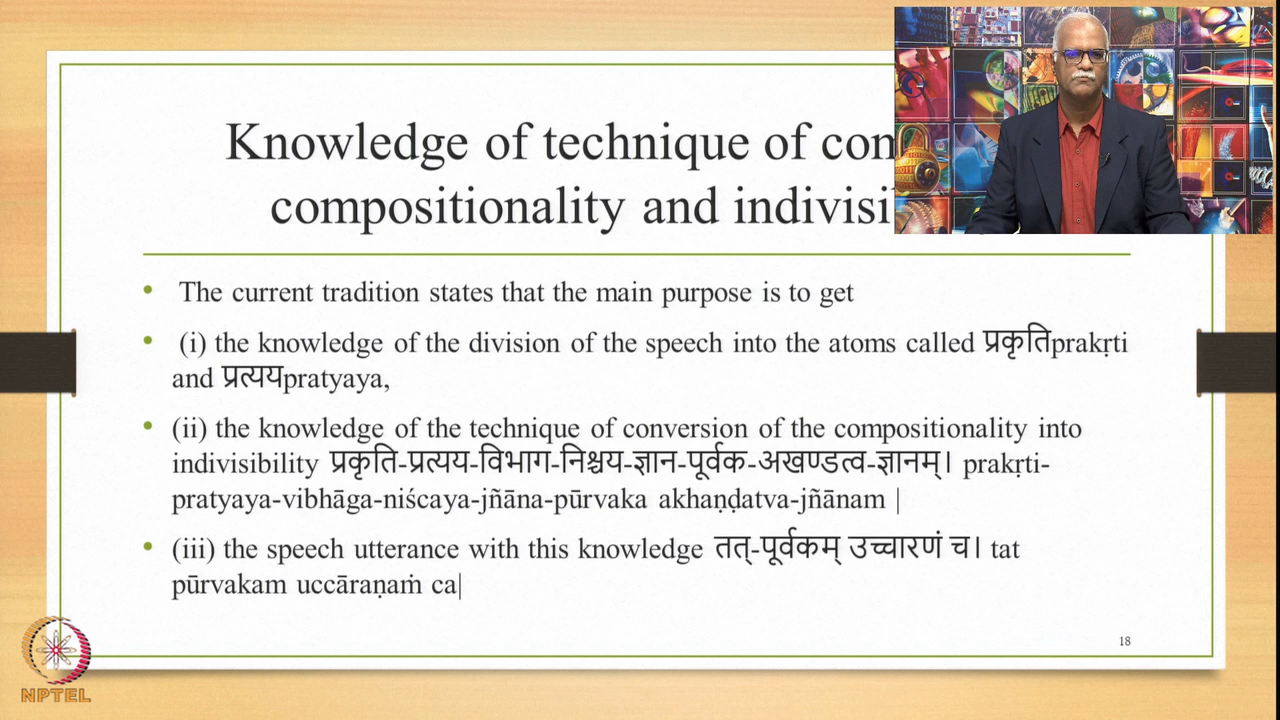 Knowledge of technique of
compositionality and
• The current tradition states that the main purpose is to get
• (i) the knowledge of the division of the speech into the atoms called प्रकृतिprakṛti
and प्रत्ययpratyaya,
• (ii) the knowledge of the technique of conversion of the compositionality into
indivisibility प्रकृति-प्रत्यय-विभाग-निश्चय-ज्ञान-पूर्वक-अखण्डत्व-ज्ञानम्। prakṛti-
pratyaya-vibhāga-niścaya-jñāna-pūrvaka akhaṇḍatva-jñānam |
• (iii) the speech utterance with this knowledge तत्-पूर्वकम् उच्चारणं च। tat
pūrvakam uccāraṇaṁ ca|
18
NPTEL